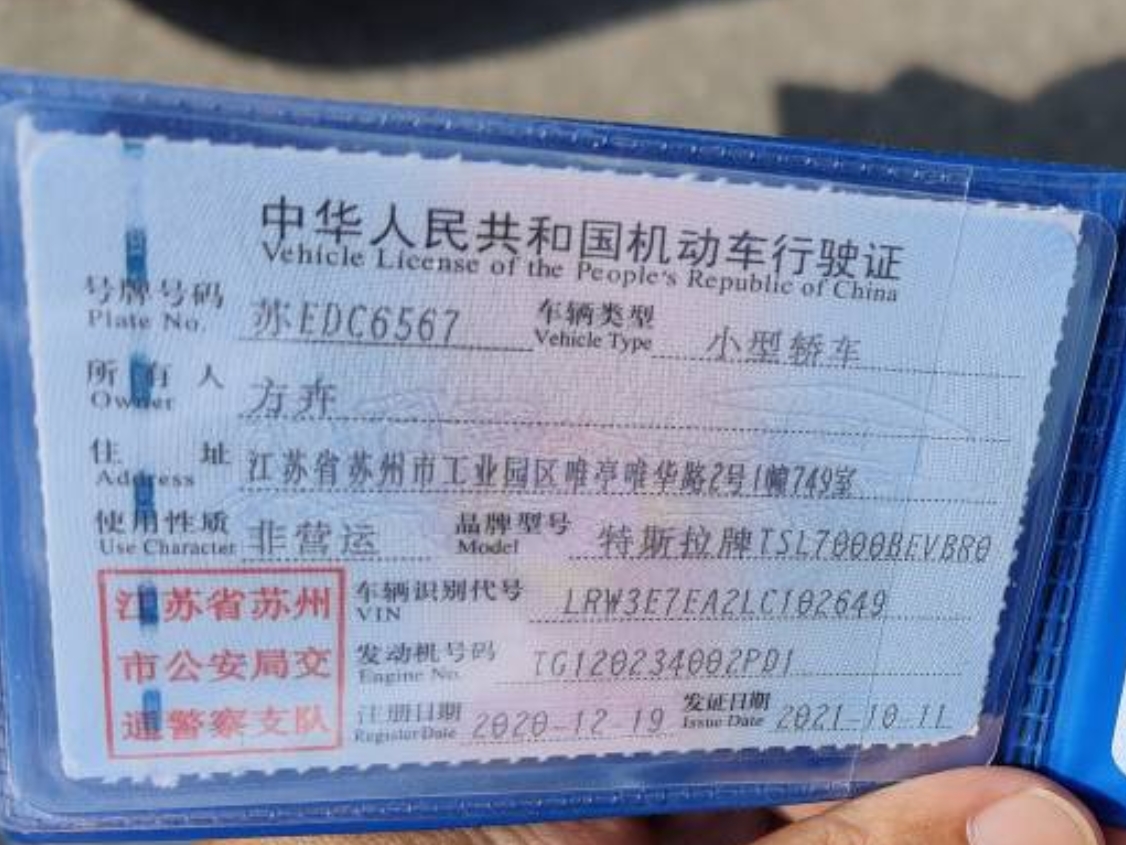 中华人民共和国机动车行驶证
Vehicle License of the People's Republic of China
号牌号码 苏EDC6567 车辆类型 小型轿车
Plate No. Vehicle Type
所有人 方奔
Owner
住址 江苏省苏州市工业园区唯亭唯华路2号1幢749室
Address
使用性质 非营运 品牌型号 特斯拉牌TSL7000BEVBR0
Use Character Model
江苏省苏州 车辆识别代号 LRW3E7EA2LC102649
VIN
市公安局交 发动机号码 TG120234002PD1
Engine No.
通警察支队 注册日期 2020-12-19 发证日期 2021-10-11
Register Date Issue Date